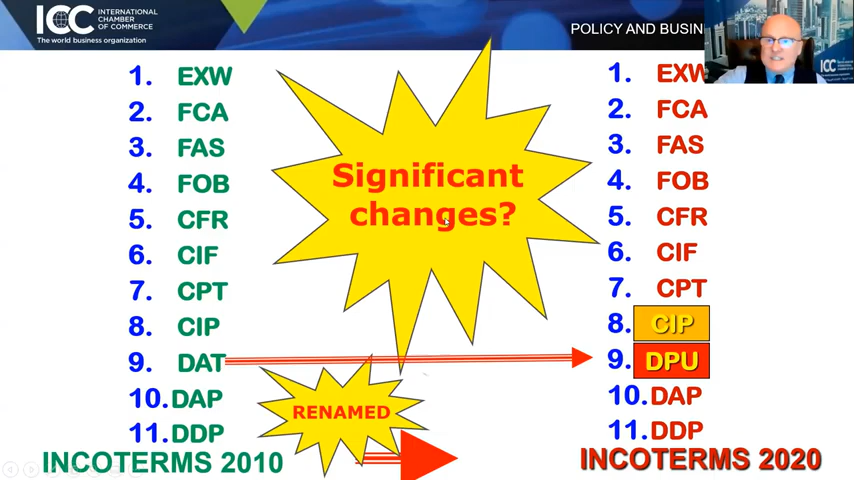 ICC
INTERNATIONAL
CHAMBER
OF COMMERCE
The world business organization
POLICY AND BUSIN
ICC
1. EXW
2. FCA
3. FAS
4. FOB
5. CFR
6. CIF
7. CPT
8. CIP
9. DAT
10. DAP
11. DDP
INCOTERMS 2010
Significant
changes?
RENAMED
1. EXW
2. FCA
3. FAS
4. FOB
5. CFR
6. CIF
7. CPT
8. CIP
9. DPU
10. DAP
11. DDP
INCOTERMS 2020